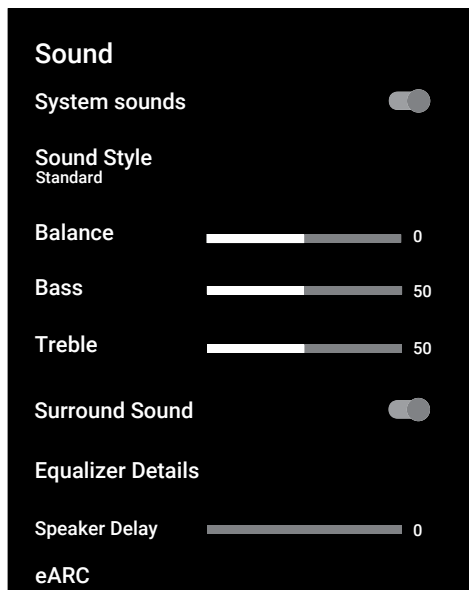 Sound
System sounds
Sound Style
Standard
Balance 0
Bass 50
Treble 50
Surround Sound
Equalizer Details
Speaker Delay 0
eARC